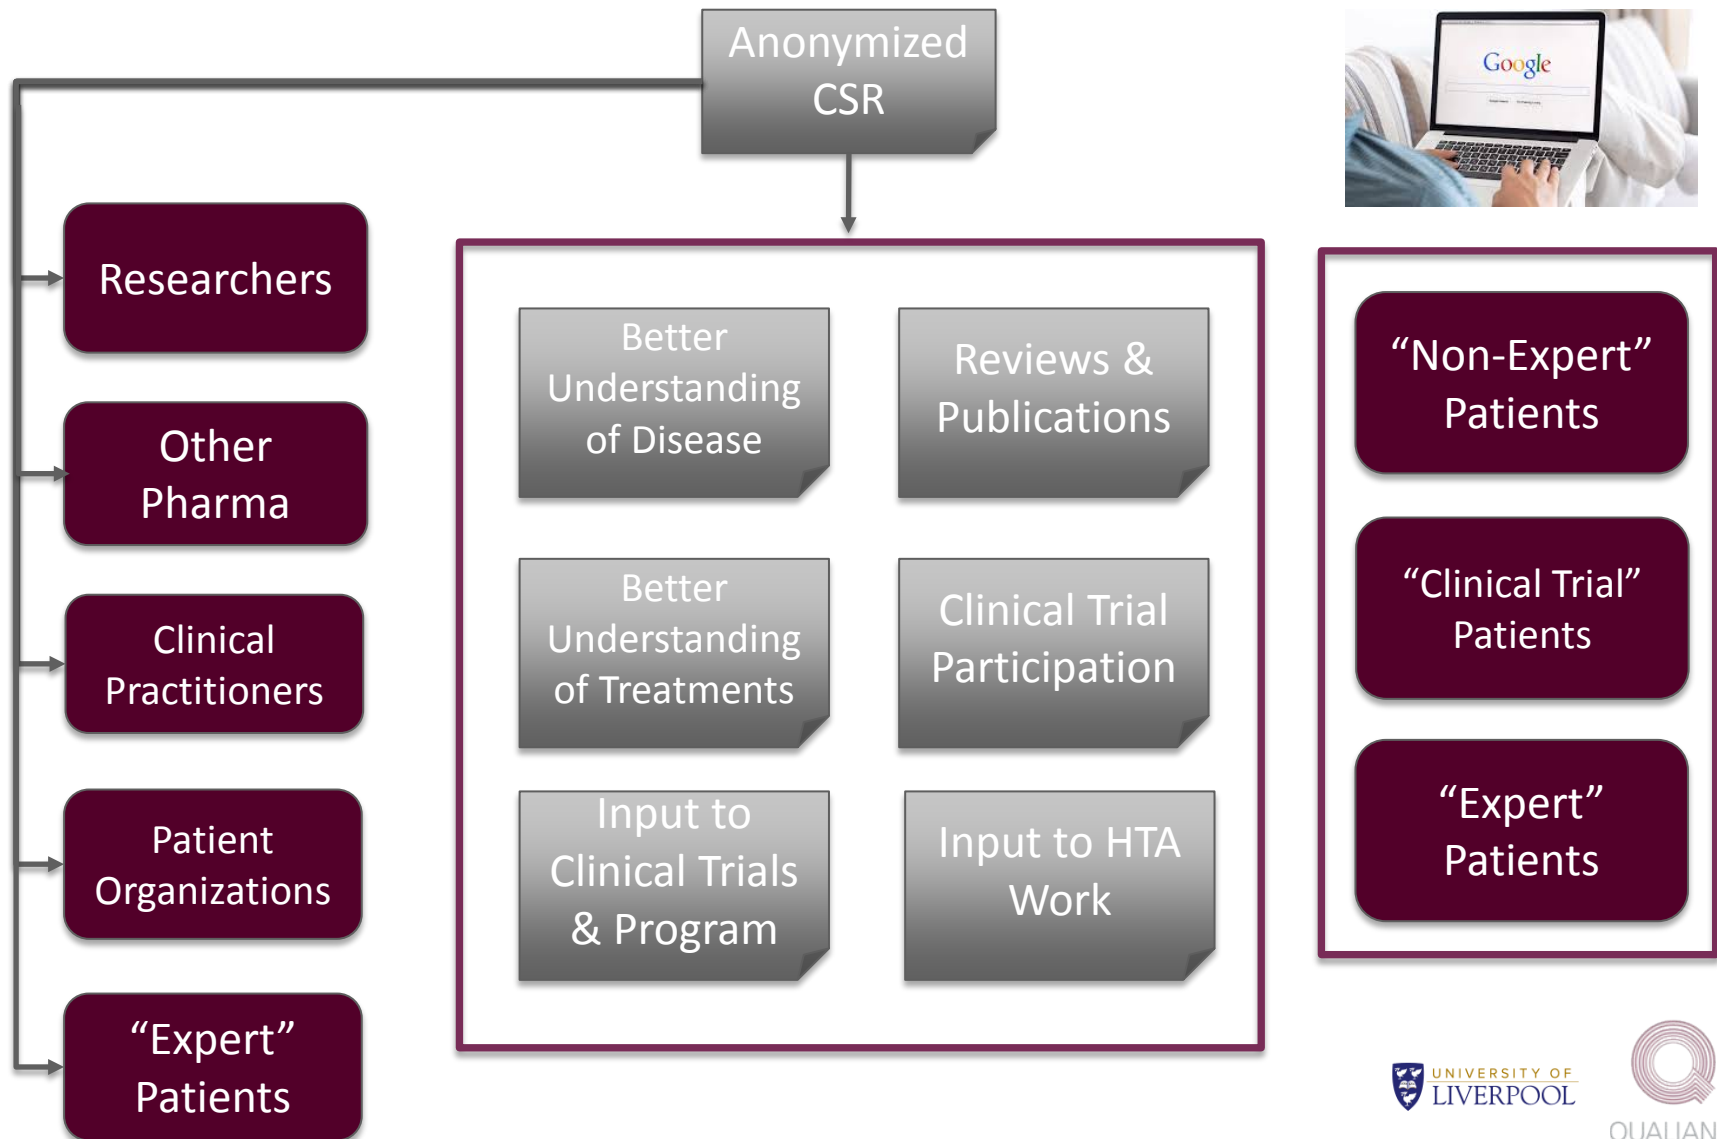 Anonymized
CSR
Google
Researchers
Other
Pharma
Clinical
Practitioners
Patient
Organizations
“Expert”
Patients
Better
Understanding
of Disease
Reviews &
Publications
Better
Understanding
of Treatments
Clinical Trial
Participation
Input to
Clinical Trials
& Program
Input to HTA
Work
“Non-Expert”
Patients
“Clinical Trial”
Patients
“Expert”
Patients
UNIVERSITY OF
LIVERPOOL